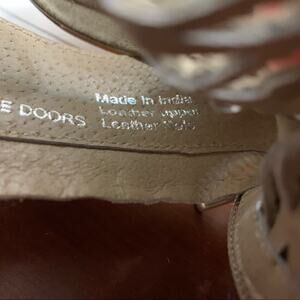 E DOORS
Made In India
Leather Upper
Leather Sole